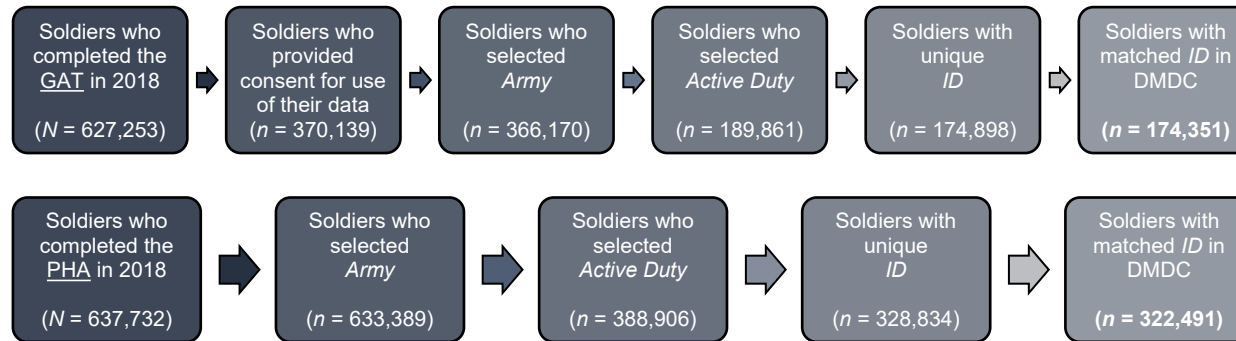 Soldiers who
completed the
GAT in 2018
(N = 627,253)
Soldiers who
provided
consent for use
of their data
(n = 370,139)
Soldiers who
selected
Army
(n = 366,170)
Soldiers who
selected
Active Duty
(n = 189,861)
Soldiers with
unique
ID
(n = 174,898)
Soldiers with
matched ID in
DMDC
(n = 174,351)
Soldiers who
completed the
PHA in 2018
(N = 637,732)
Soldiers who
selected
Army
(n = 633,389)
Soldiers who
selected
Active Duty
(n = 388,906)
Soldiers with
unique
ID
(n = 328,834)
Soldiers with
matched ID in
DMDC
(n = 322,491)